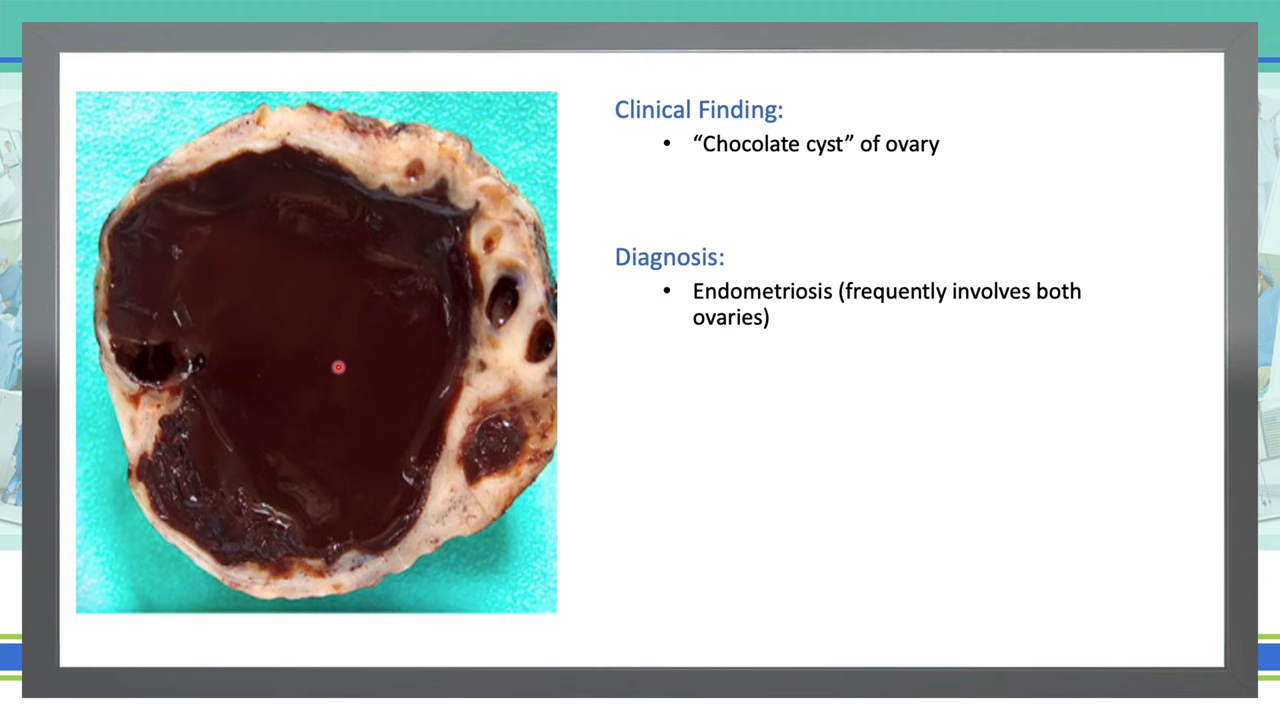 Clinical Finding:
• “Chocolate cyst” of ovary
Diagnosis:
• Endometriosis (frequently involves both
ovaries)